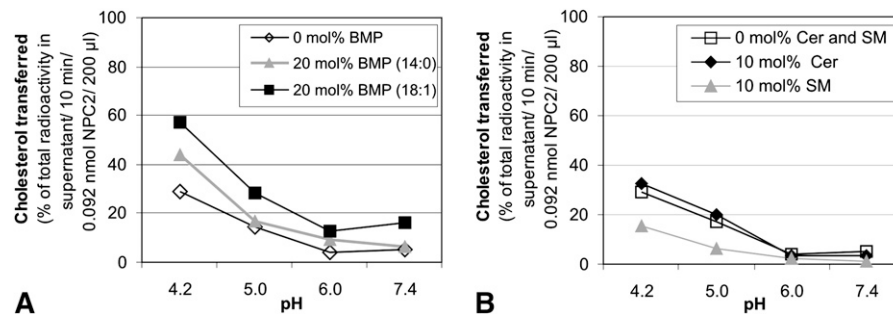 Cholesterol transferred
(% of total radioactivity in
supernatant/ 10 min/
0.092 nmol NPC2/ 200 µl)
100
80
60
40
20
0
0 mol% BMP
20 mol% BMP (14:0)
20 mol% BMP (18:1)
4.2 5.0 6.0 7.4
pH
A
Cholesterol transferred
(% of total radioactivity in
supernatant/ 10 min/
0.092 nmol NPC2/ 200 µl)
100
80
60
40
20
0
0 mol% Cer and SM
10 mol% Cer
10 mol% SM
4.2 5.0 6.0 7.4
pH
B